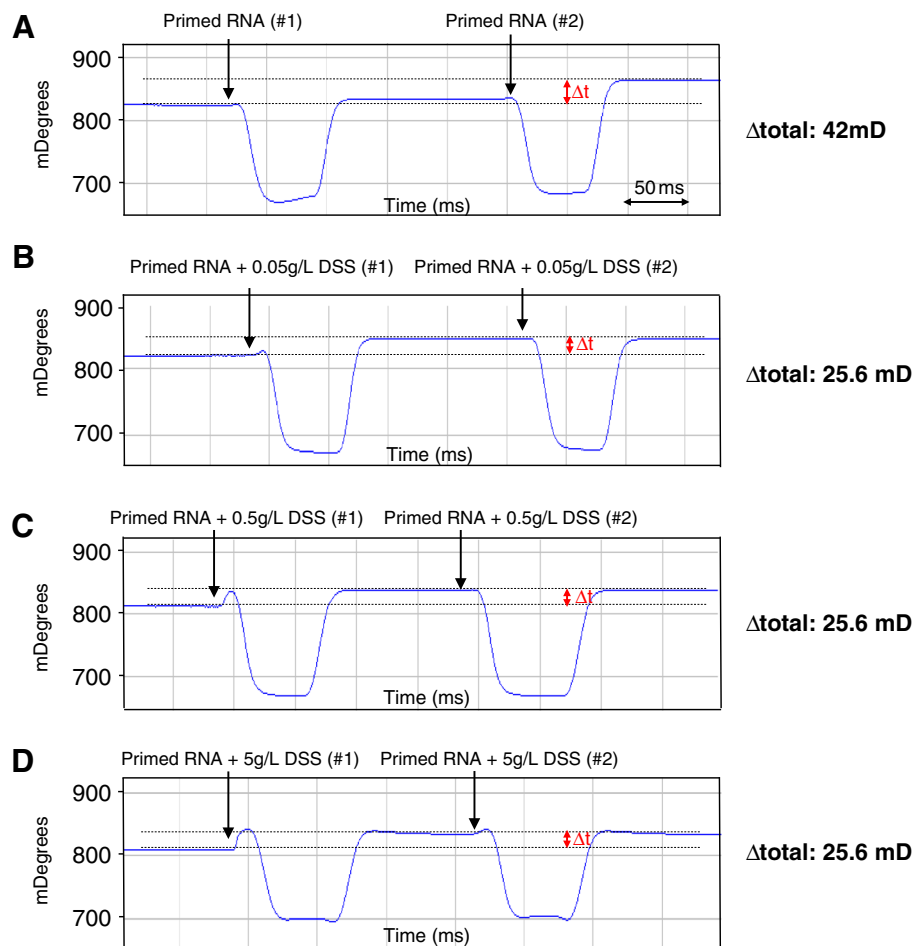 A
Primed RNA (#1)
Primed RNA (#2)
900
800
700
mDegrees
Δt
50 ms
Time (ms)
Δtotal: 42mD
B
Primed RNA + 0.05g/L DSS (#1)
Primed RNA + 0.05g/L DSS (#2)
900
800
700
mDegrees
Δt
Time (ms)
Δtotal: 25.6 mD
C
Primed RNA + 0.5g/L DSS (#1)
Primed RNA + 0.5g/L DSS (#2)
900
800
700
mDegrees
Δt
Time (ms)
Δtotal: 25.6 mD
D
Primed RNA + 5g/L DSS (#1)
Primed RNA + 5g/L DSS (#2)
900
800
700
mDegrees
Δt
Time (ms)
Δtotal: 25.6 mD